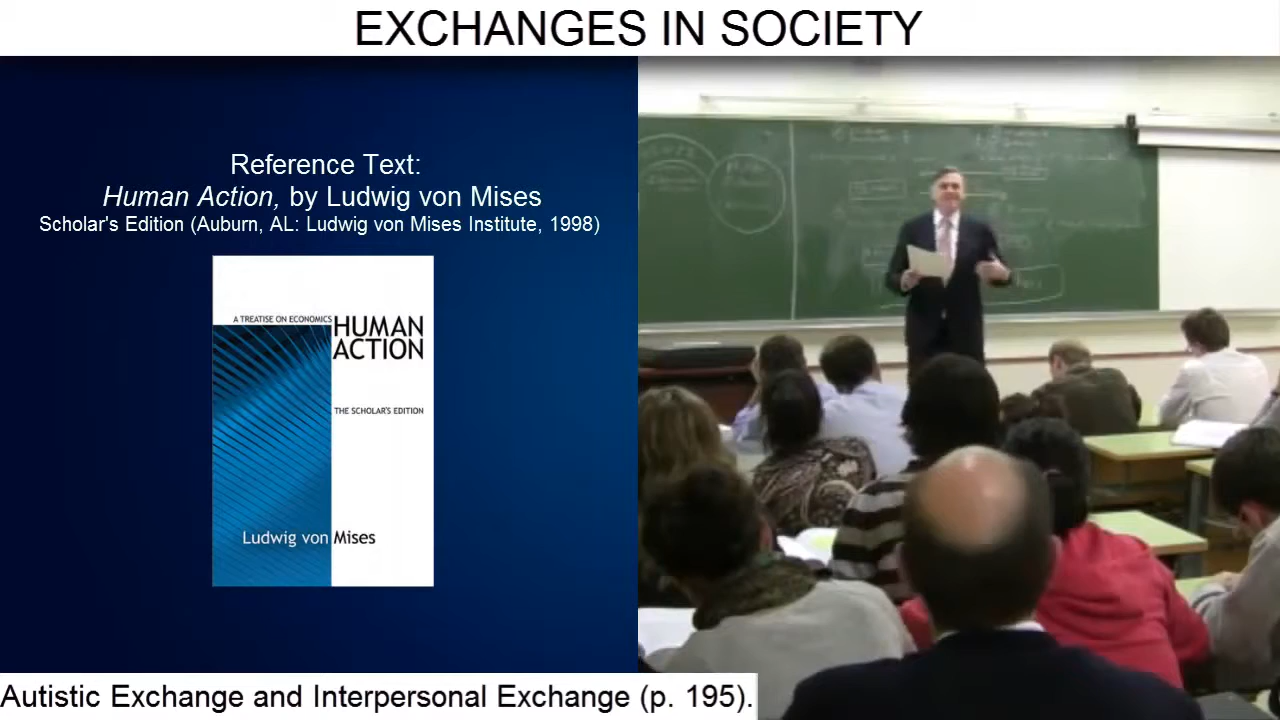 EXCHANGES IN SOCIETY
Reference Text:
Human Action, by Ludwig von Mises
Scholar's Edition (Auburn, AL: Ludwig von Mises Institute, 1998)
A TREATISE ON ECONOMICS
HUMAN
ACTION
THE SCHOLAR'S EDITION
Ludwig von Mises
Autistic Exchange and Interpersonal Exchange (p. 195).